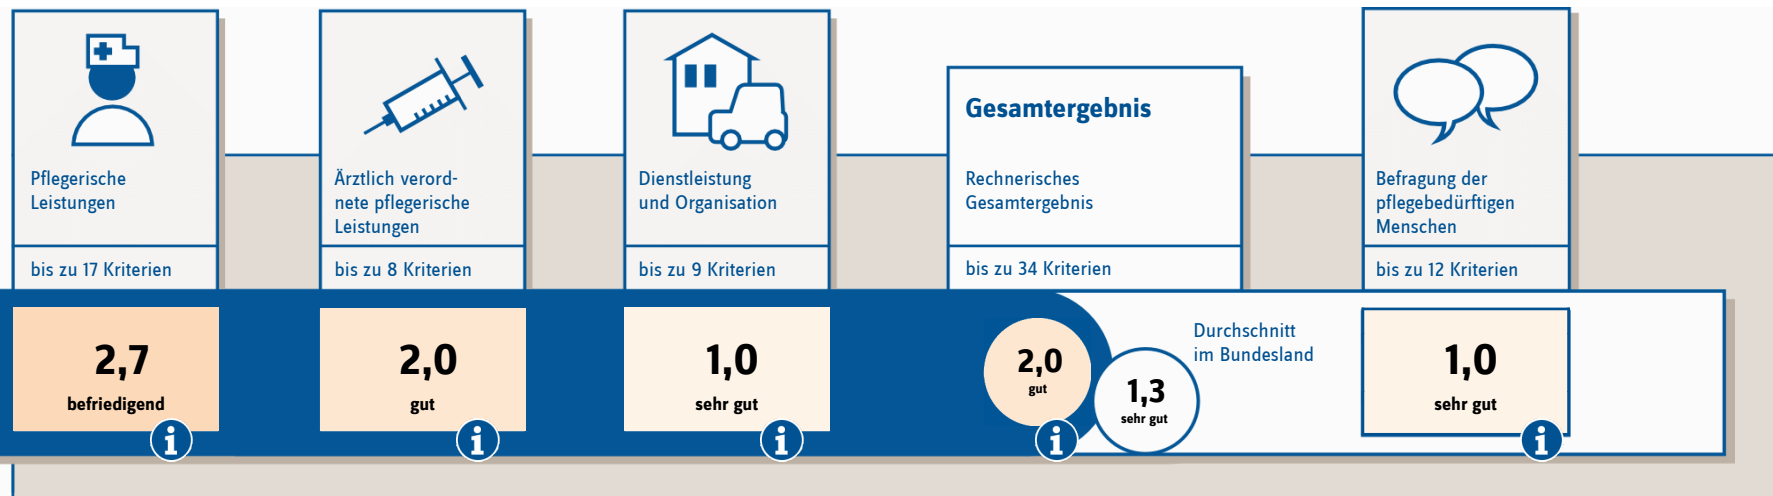 Pflegerische
Leistungen
bis zu 17 Kriterien
2,7
befriedigend
i
Ärztlich verord-
nete pflegerische
Leistungen
bis zu 8 Kriterien
2,0
gut
i
Dienstleistung
und Organisation
bis zu 9 Kriterien
1,0
sehr gut
i
Gesamtergebnis
Rechnerisches
Gesamtergebnis
bis zu 34 Kriterien
2,0
gut
i
1,3
sehr gut
Durchschnitt
im Bundesland
Befragung der
pflegebedürftigen
Menschen
bis zu 12 Kriterien
1,0
sehr gut
i